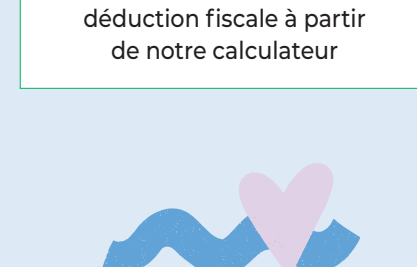 déduction fiscale à partir
de notre calculateur